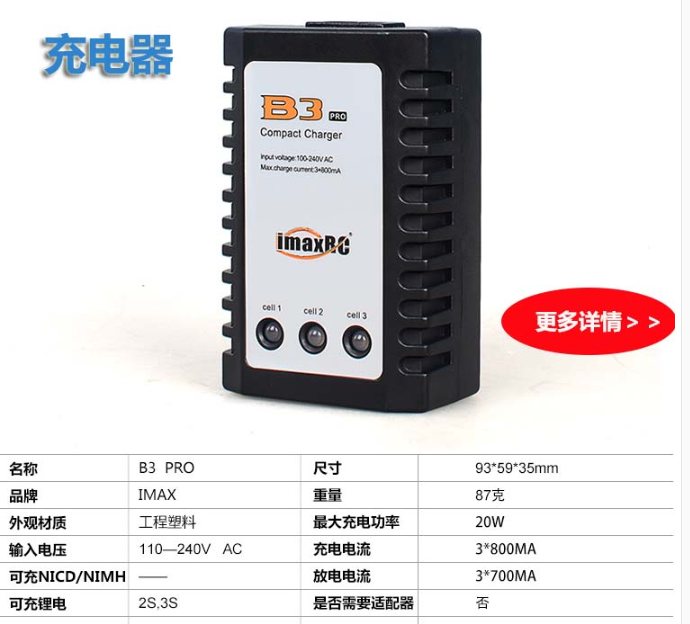 充电器
B3 PRO
Compact Charger
Input voltage:100-240V AC
Max.charge current:3*800mA
imaxRC
cell 1 cell 2 cell 3
更多详情＞＞
名称 B3 PRO 尺寸 93*59*35mm
品牌 IMAX 重量 87克
外观材质 工程塑料 最大充电功率 20W
输入电压 110—240V AC 充电电流 3*800MA
可充NICD/NIMH —— 放电电流 3*700MA
可充锂电 2S,3S 是否需要适配器 否